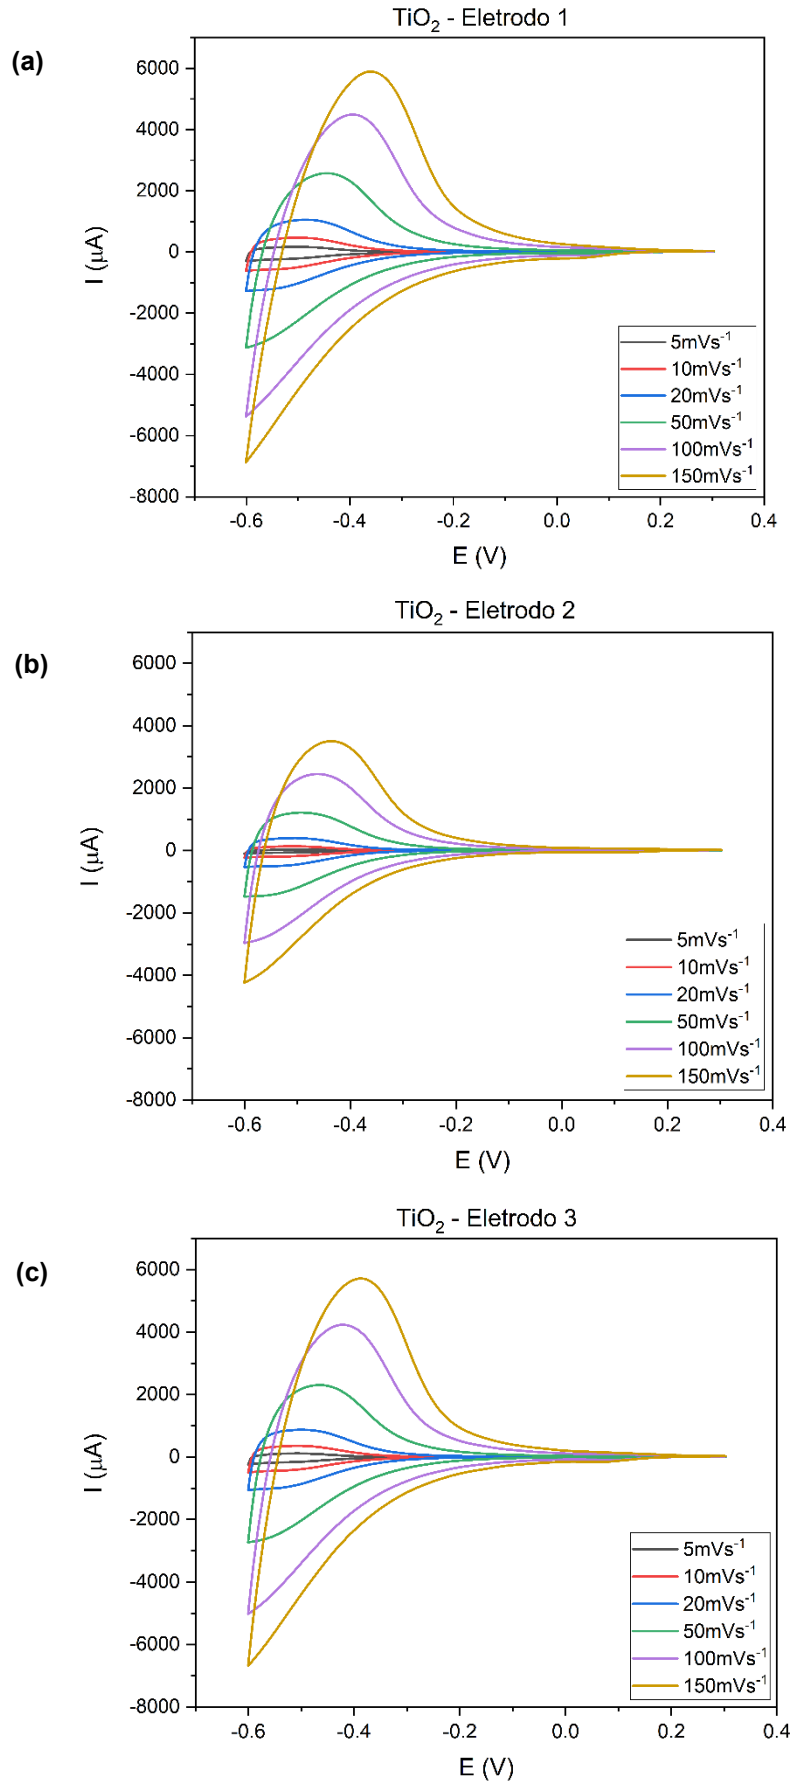 (a)
TiO₂ - Eletrodo 1
I (μA)
6000
4000
2000
0
-2000
-4000
-6000
-8000
5mVs⁻¹
10mVs⁻¹
20mVs⁻¹
50mVs⁻¹
100mVs⁻¹
150mVs⁻¹
-0.6 -0.4 -0.2 0.0 0.2 0.4
E (V)
(b)
TiO₂ - Eletrodo 2
I (μA)
6000
4000
2000
0
-2000
-4000
-6000
-8000
5mVs⁻¹
10mVs⁻¹
20mVs⁻¹
50mVs⁻¹
100mVs⁻¹
150mVs⁻¹
-0.6 -0.4 -0.2 0.0 0.2 0.4
E (V)
(c)
TiO₂ - Eletrodo 3
I (μA)
6000
4000
2000
0
-2000
-4000
-6000
-8000
5mVs⁻¹
10mVs⁻¹
20mVs⁻¹
50mVs⁻¹
100mVs⁻¹
150mVs⁻¹
-0.6 -0.4 -0.2 0.0 0.2 0.4
E (V)